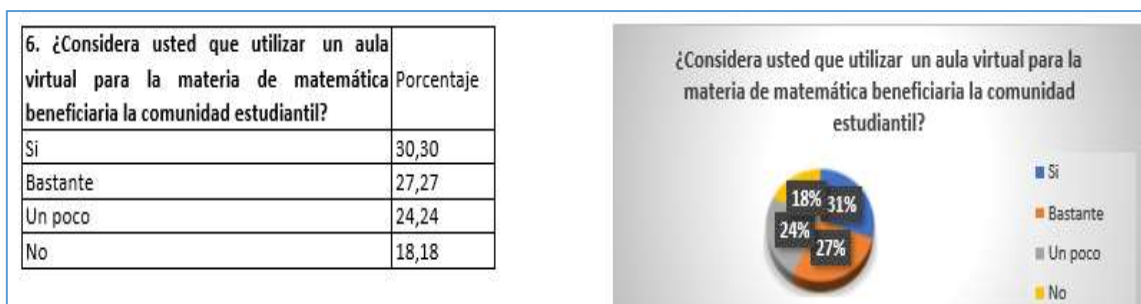 6. ¿Considera usted que utilizar un aula
virtual para la materia de matemática
beneficiaria la comunidad estudiantil?
Porcentaje
Si 30,30
Bastante 27,27
Un poco 24,24
No 18,18
¿Considera usted que utilizar un aula virtual para la
materia de matemática beneficiaria la comunidad
estudiantil?
18% 31%
24%
27%
Si
Bastante
Un poco
No